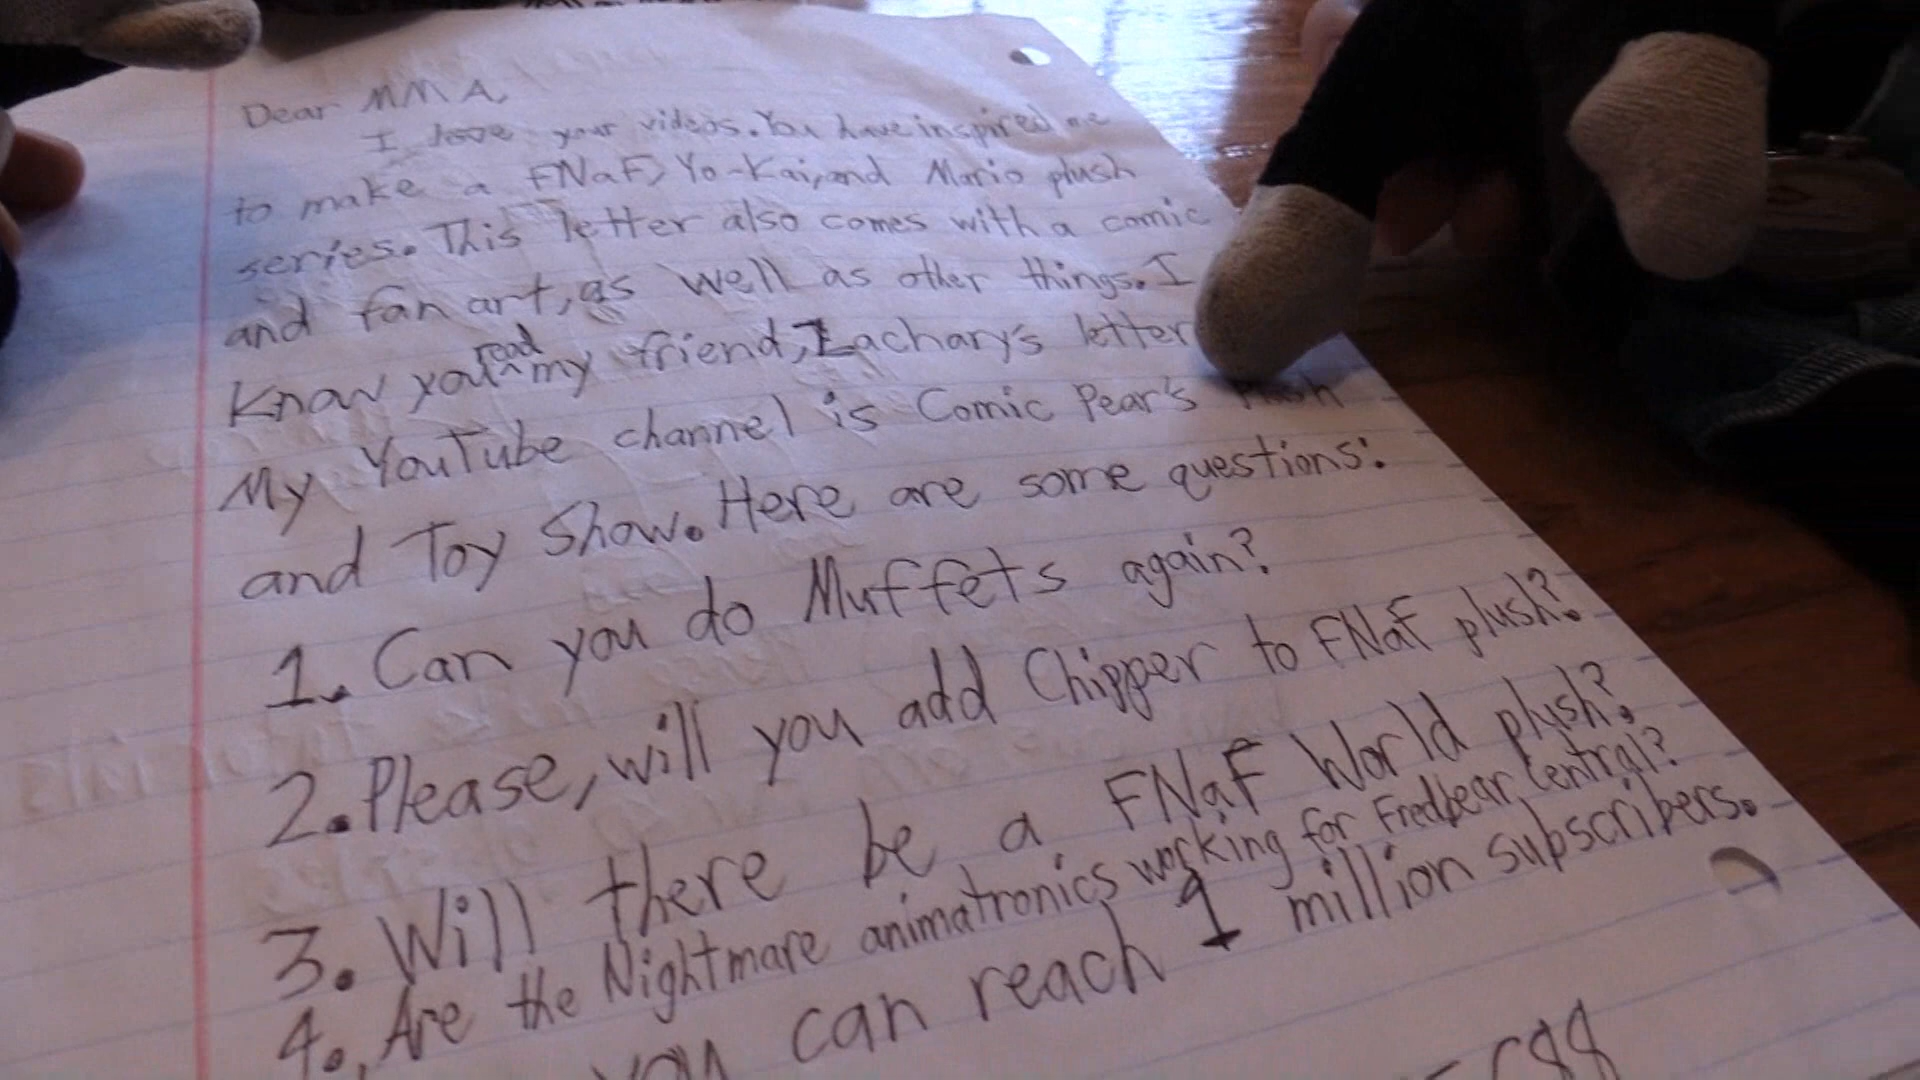 Dear MMA,
I love your videos. You have inspired me
to make a FNaF, Yo-Kai, and Mario plush
series. This letter also comes with a comic
and fan art, as well as other things. I
Know you read my friend, Zachary's letter
My YouTube channel is Comic Pear's Plush
and Toy Show. Here are some questions:
1. Can you do Muffets again?
2. Please, will you add Chipper to FNaF plush?
3. Will there be a FNaF World plush?
4. Are the Nightmare animatronics working for Fredbear Central?
you can reach 1 million subscribers.